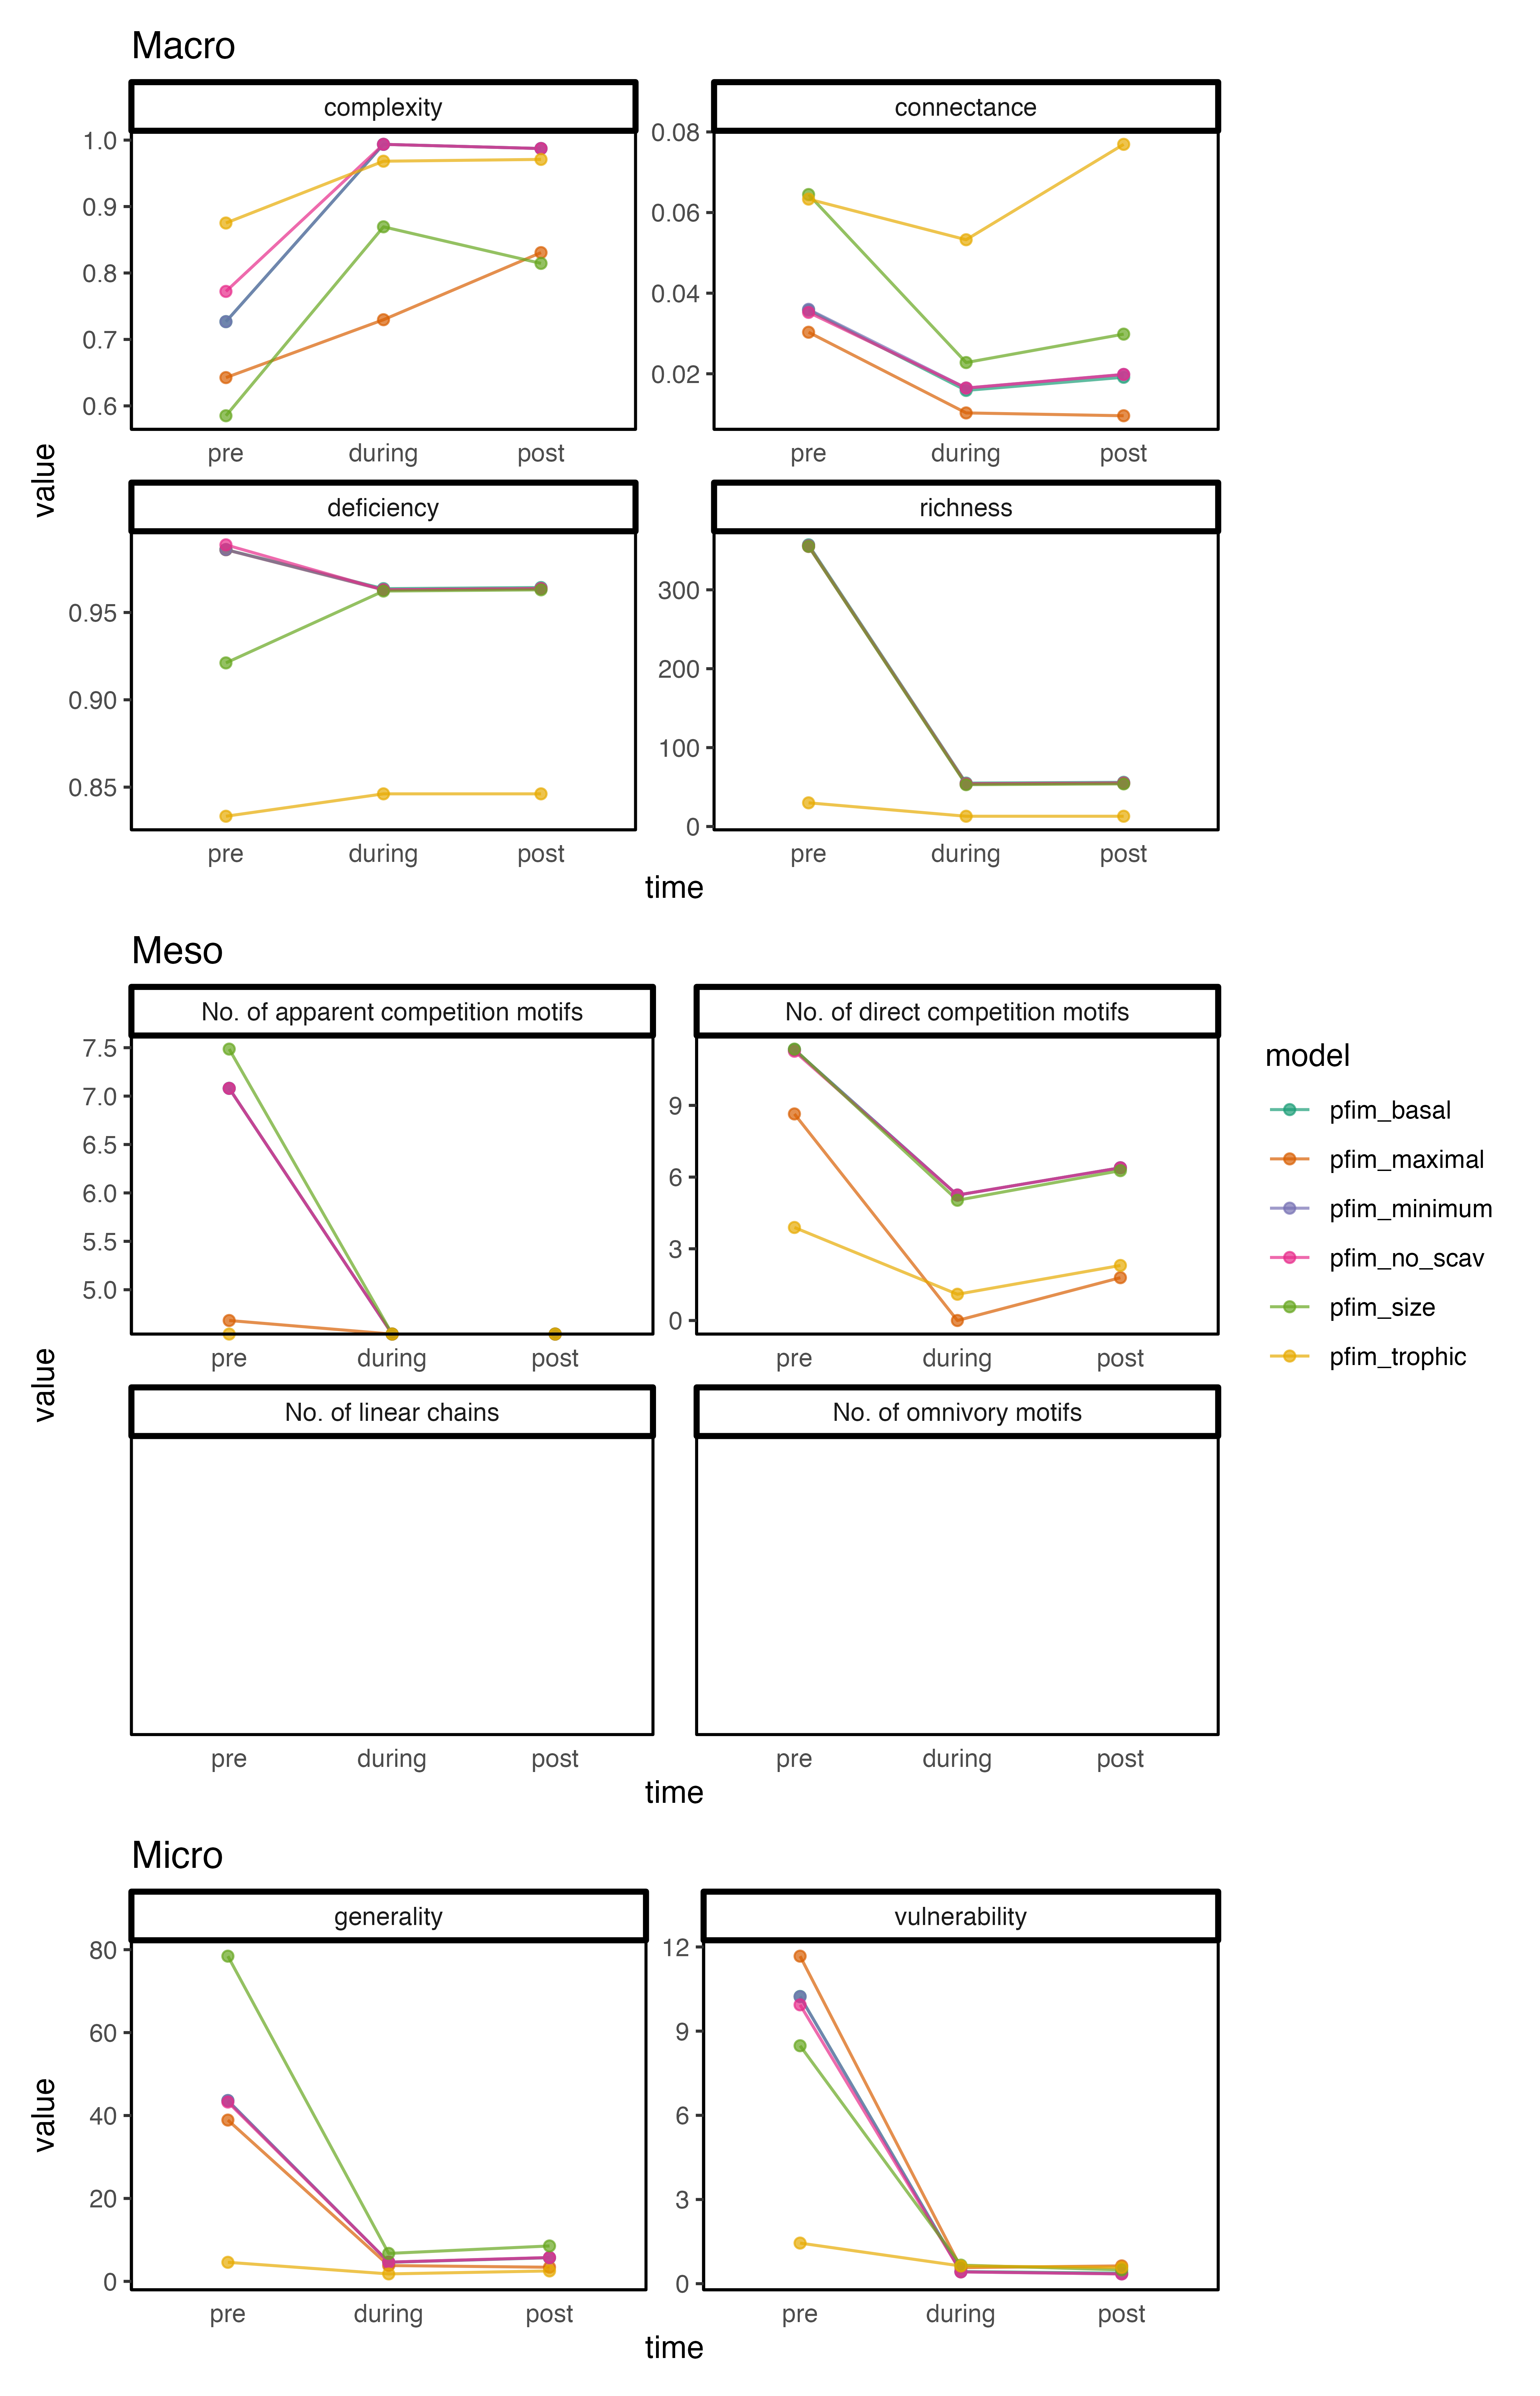 Macro
complexity
connectance
1.0
0.9
0.8
0.7
0.6
0.08
0.06
0.04
0.02
pre during post
pre during post
value
deficiency
richness
0.95
0.90
0.85
300
200
100
0
pre during post
pre during post
time
Meso
No. of apparent competition motifs
No. of direct competition motifs
7.5
7.0
6.5
6.0
5.5
5.0
9
6
3
0
pre during post
pre during post
value
No. of linear chains
No. of omnivory motifs
pre during post
pre during post
time
model
pfim_basal
pfim_maximal
pfim_minimum
pfim_no_scav
pfim_size
pfim_trophic
Micro
generality
vulnerability
80
60
40
20
0
12
9
6
3
0
value
pre during post
pre during post
time